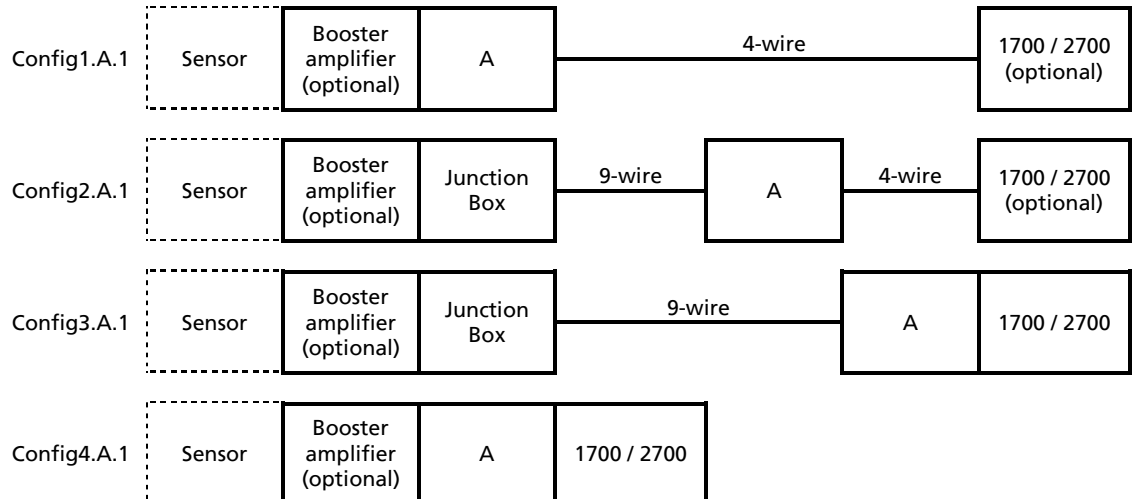 Config1.A.1
Sensor
Booster
amplifier
(optional)
A
4-wire
1700 / 2700
(optional)
Config2.A.1
Sensor
Booster
amplifier
(optional)
Junction
Box
9-wire
A
4-wire
1700 / 2700
(optional)
Config3.A.1
Sensor
Booster
amplifier
(optional)
Junction
Box
9-wire
A
1700 / 2700
Config4.A.1
Sensor
Booster
amplifier
(optional)
A
1700 / 2700